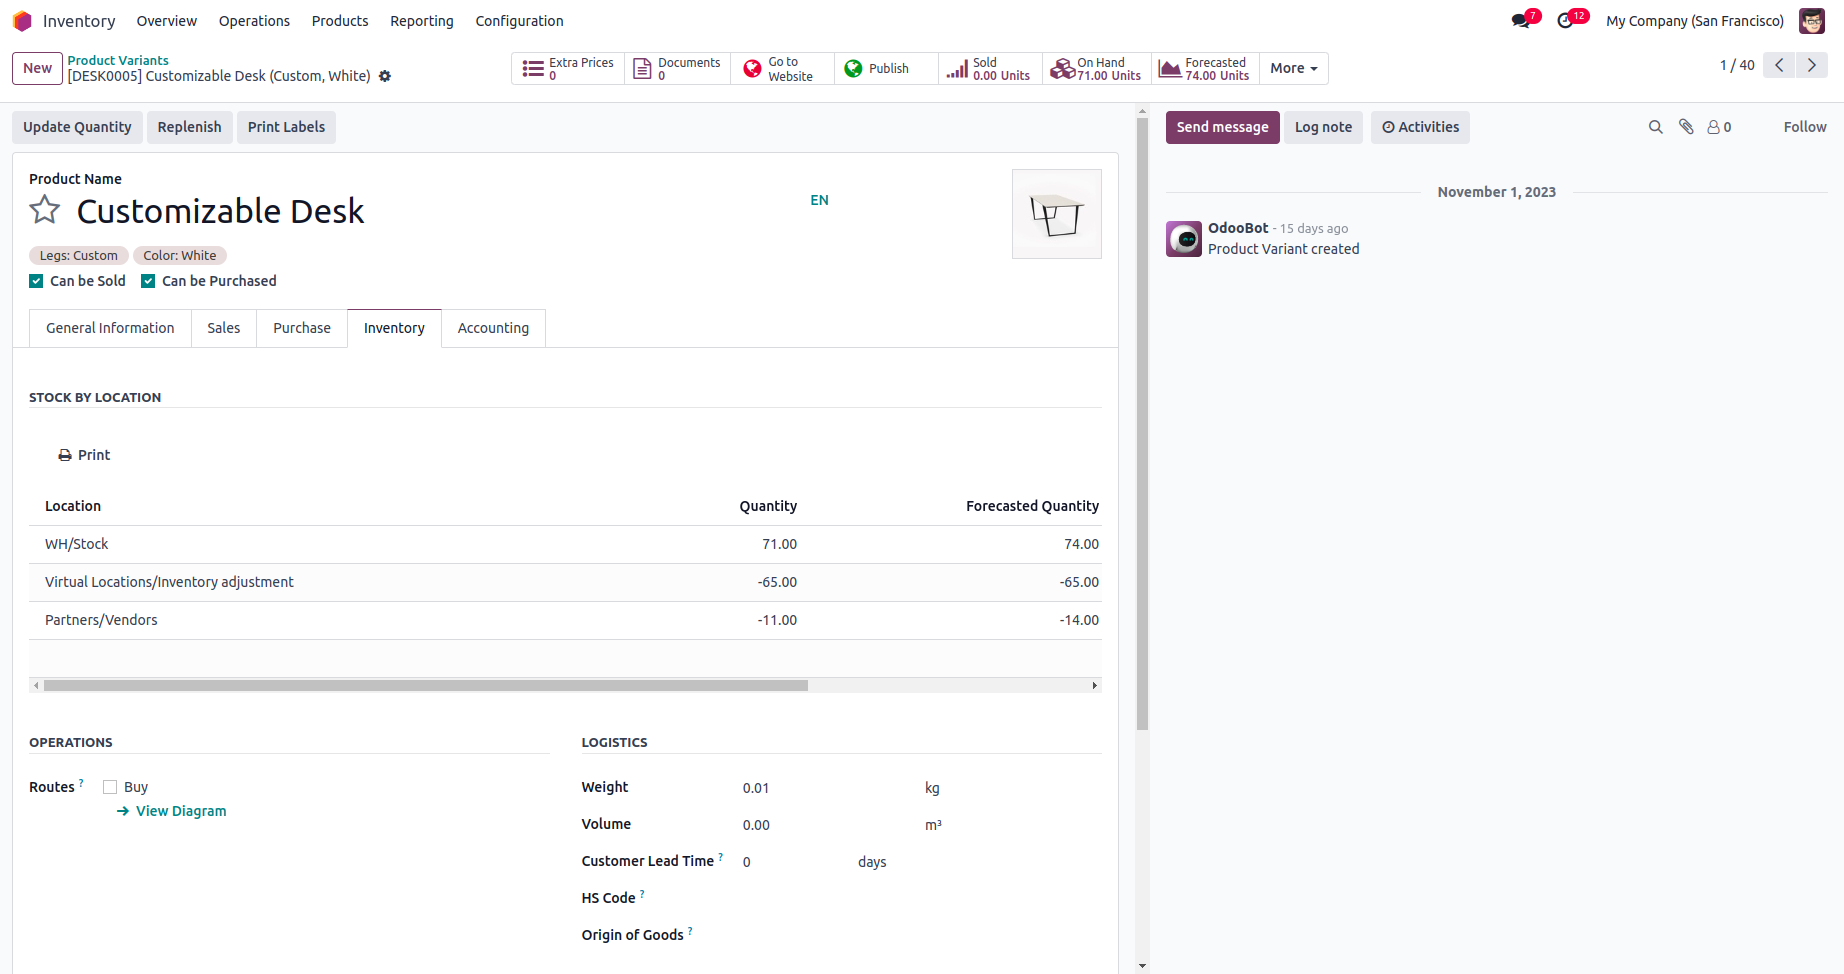 Inventory Overview Operations Products Reporting Configuration 7 12 My Company (San Francisco)
New Product Variants
[DESK0005] Customizable Desk (Custom, White)
Extra Prices 0
Documents 0
Go to Website
Publish
Sold 0.00 Units
On Hand 71.00 Units
Forecasted 74.00 Units
More
1 / 40
Update Quantity Replenish Print Labels
Send message Log note Activities 0 Follow
Product Name
Customizable Desk EN
Legs: Custom Color: White
Can be Sold Can be Purchased
General Information Sales Purchase Inventory Accounting
STOCK BY LOCATION
Print
Location Quantity Forecasted Quantity
WH/Stock 71.00 74.00
Virtual Locations/Inventory adjustment -65.00 -65.00
Partners/Vendors -11.00 -14.00
OPERATIONS
Routes ? Buy
View Diagram
LOGISTICS
Weight 0.01 kg
Volume 0.00 m³
Customer Lead Time ? 0 days
HS Code ?
Origin of Goods ?
November 1, 2023
OdooBot - 15 days ago
Product Variant created